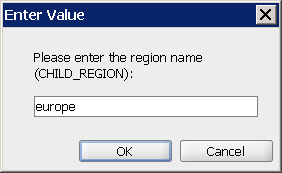 Enter Value
Please enter the region name
(CHILD_REGION):
europe
OK Cancel